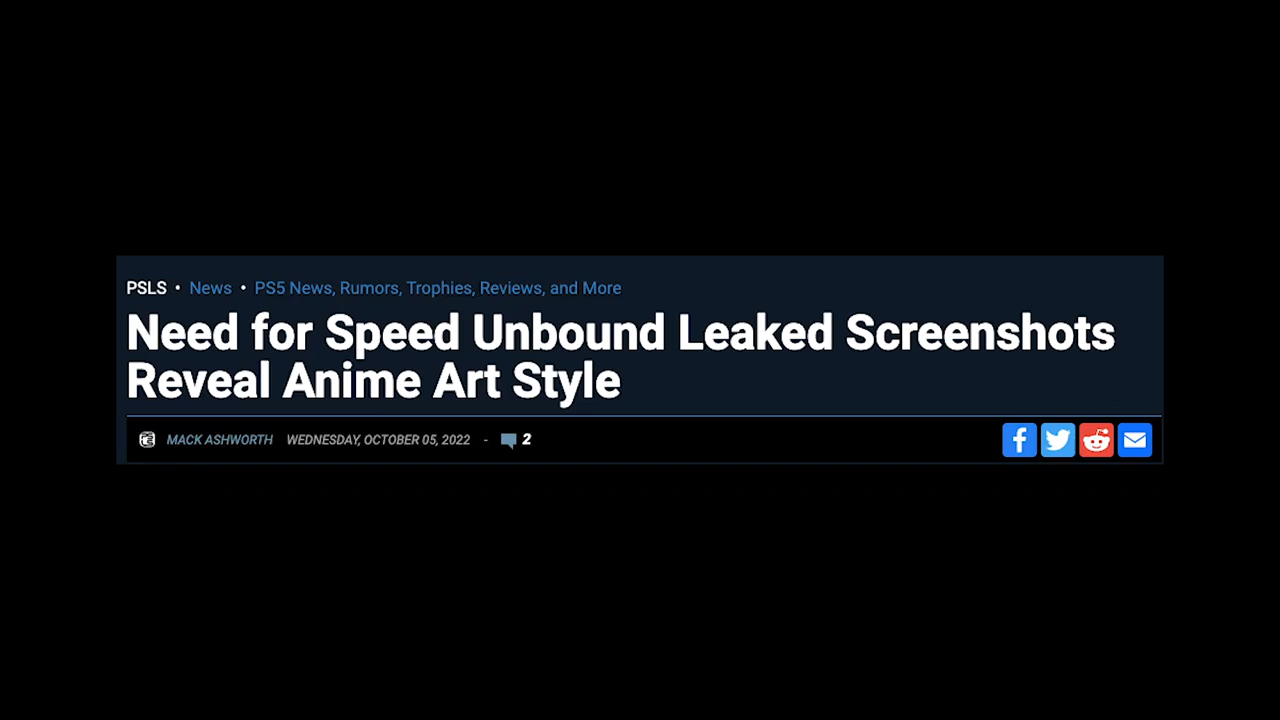 PSLS • News • PS5 News, Rumors, Trophies, Reviews, and More
Need for Speed Unbound Leaked Screenshots
Reveal Anime Art Style
MACK ASHWORTH WEDNESDAY, OCTOBER 05, 2022 - 2